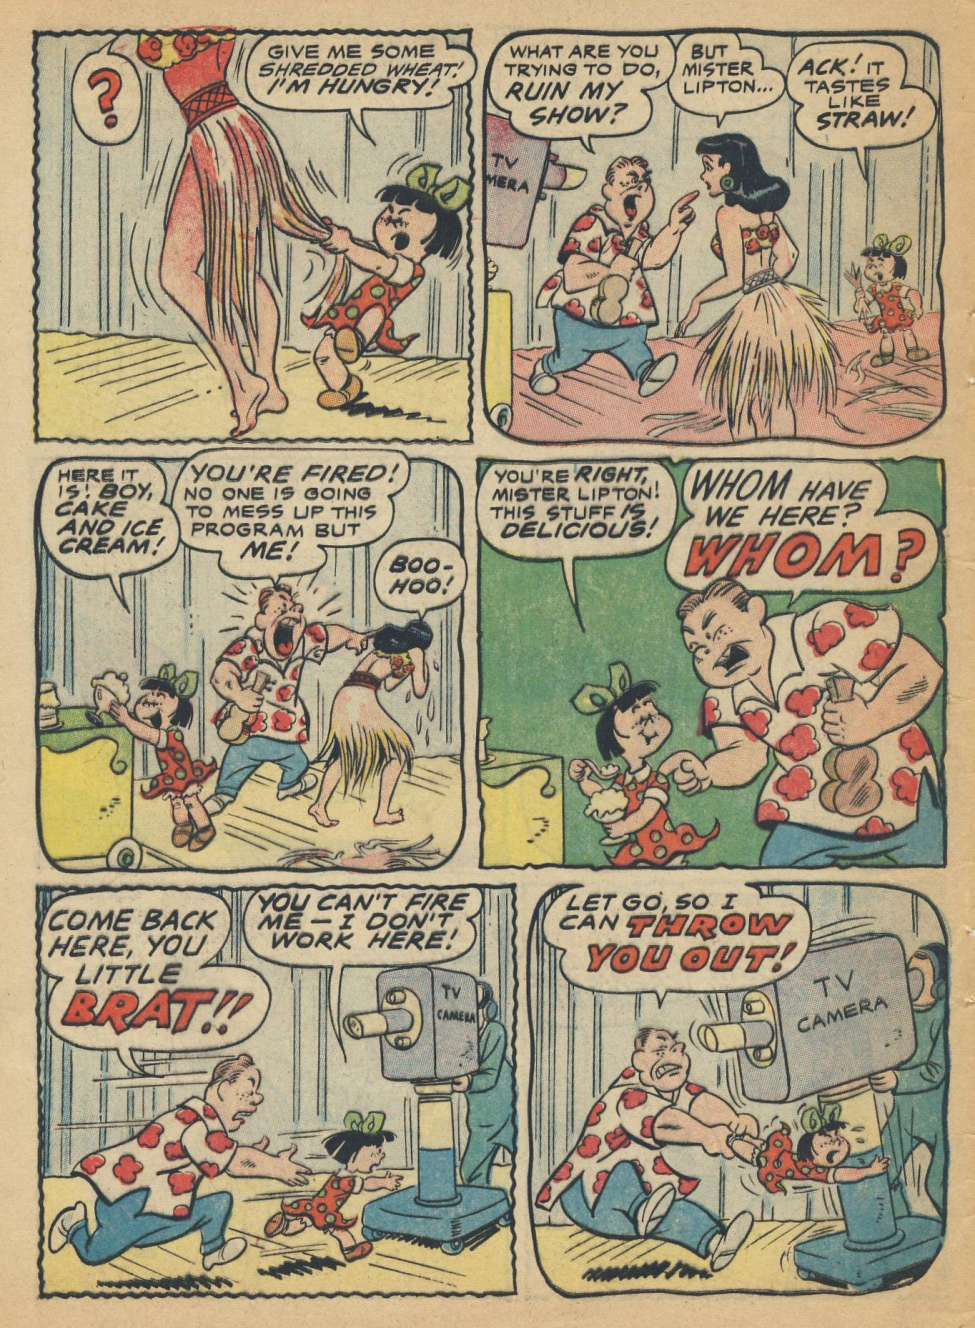 ?
GIVE ME SOME
SHREDDED WHEAT!
I'M HUNGRY!
WHAT ARE YOU
TRYING TO DO,
RUIN MY
SHOW?
BUT
MISTER
LIPTON...
ACK! IT
TASTES
LIKE
STRAW!
TV
MERA
HERE IT
IS! BOY,
CAKE
AND ICE
CREAM!
YOU'RE FIRED!
NO ONE IS GOING
TO MESS UP THIS
PROGRAM BUT
ME!
BOO-
HOO!
YOU'RE RIGHT,
MISTER LIPTON!
THIS STUFF IS
DELICIOUS!
WHOM HAVE
WE HERE?
WHOM?
COME BACK
HERE, YOU
LITTLE
BRAT!!
YOU CAN'T FIRE
ME — I DON'T
WORK HERE!
TV
CAMERA
LET GO, SO I
CAN THROW
YOU OUT!
TV
CAMERA